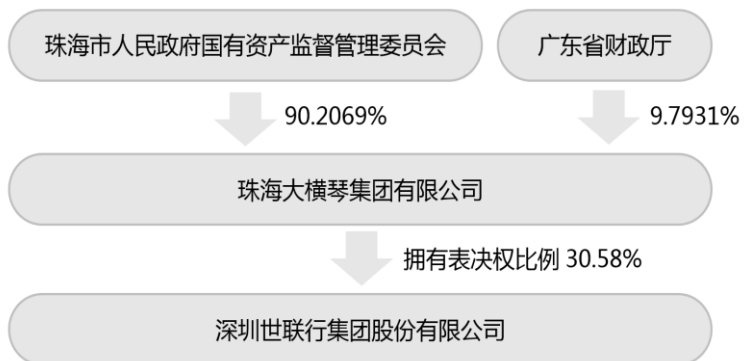 珠海市人民政府国有资产监督管理委员会
广东省财政厅
90.2069%
9.7931%
珠海大横琴集团有限公司
拥有表决权比例 30.58%
深圳世联行集团股份有限公司